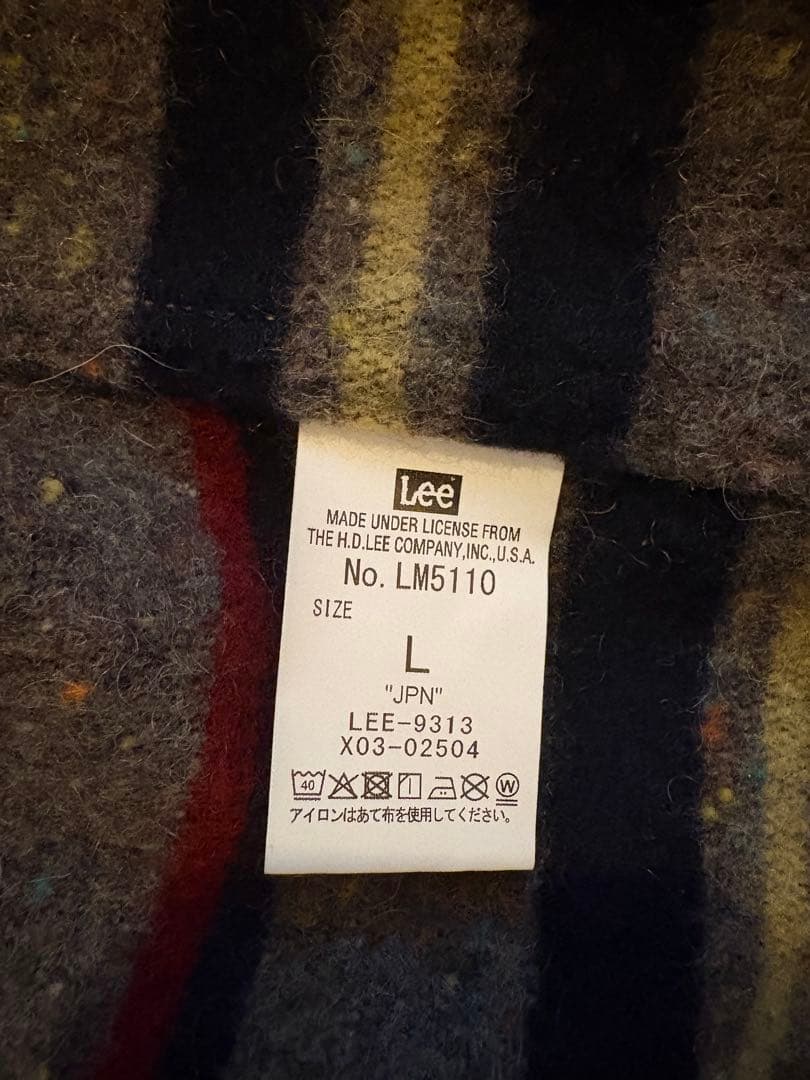 Lee
MADE UNDER LICENSE FROM
THE H.D.LEE COMPANY,INC.,U.S.A.
No. LM5110
SIZE
L
"JPN"
LEE-9313
X03-02504
40 W
アイロンはあて布を使用してください。